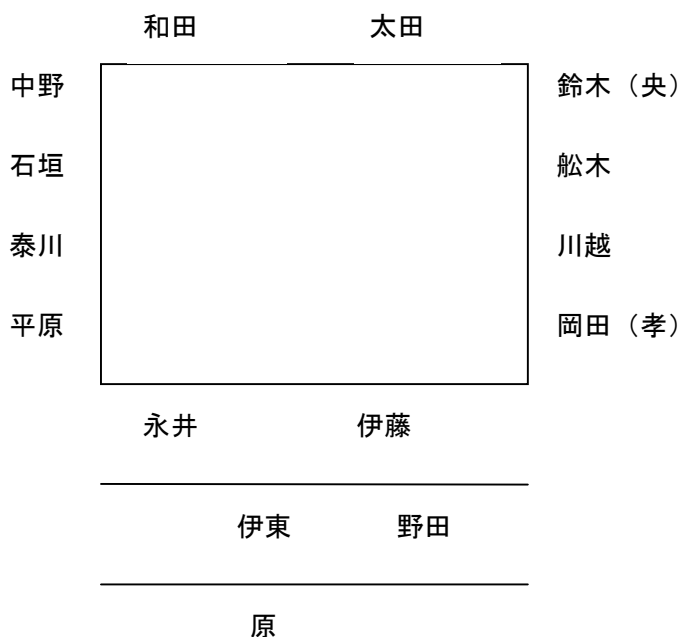 和田 太田
中野 鈴木（央）
石垣 舩木
泰川 川越
平原 岡田（孝）
永井 伊藤
伊東 野田
原